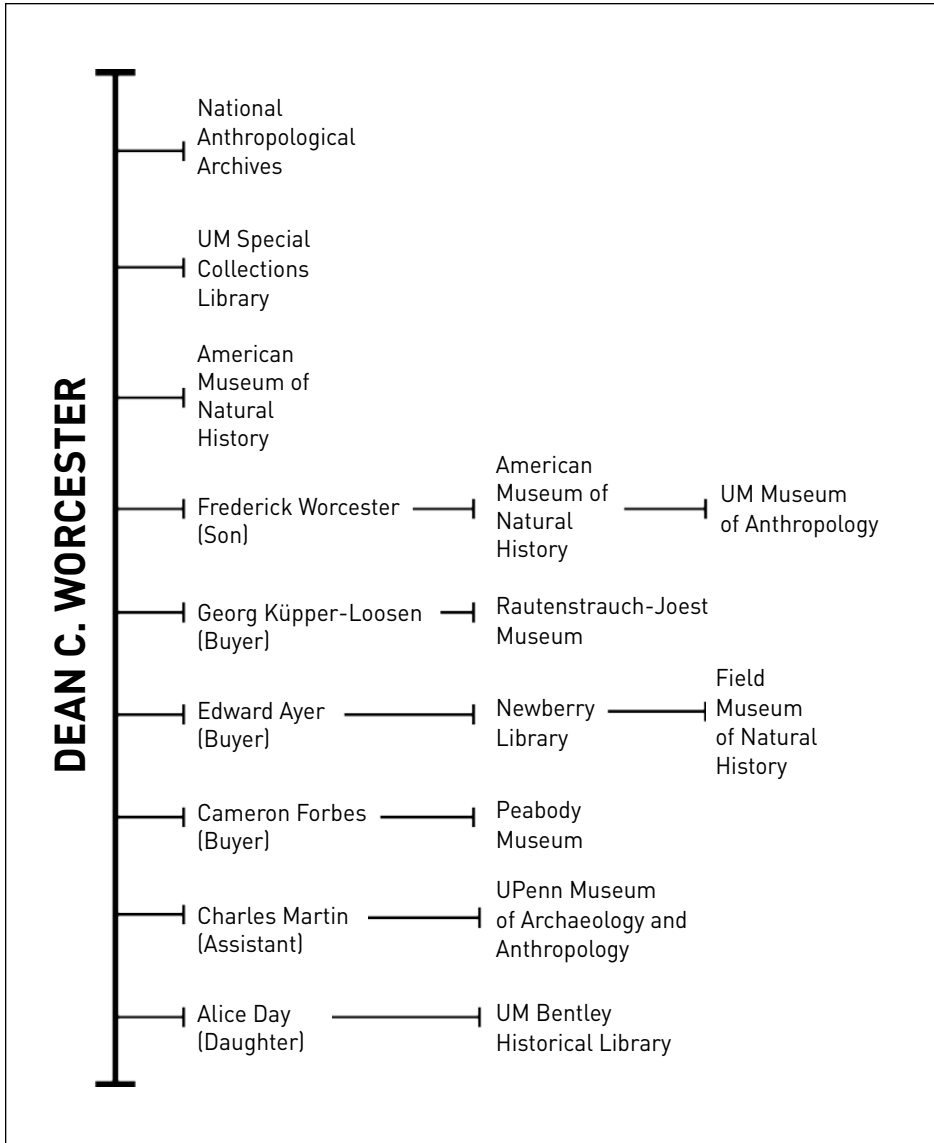 DEAN C. WORCESTER
National
Anthropological
Archives
UM Special
Collections
Library
American
Museum of
Natural
History
Frederick Worcester
(Son)
American
Museum of
Natural
History
UM Museum
of Anthropology
Georg Küpper-Loosen
(Buyer)
Rautenstrauch-Joest
Museum
Edward Ayer
(Buyer)
Newberry
Library
Field
Museum
of Natural
History
Cameron Forbes
(Buyer)
Peabody
Museum
Charles Martin
(Assistant)
UPenn Museum
of Archaeology and
Anthropology
Alice Day
(Daughter)
UM Bentley
Historical Library